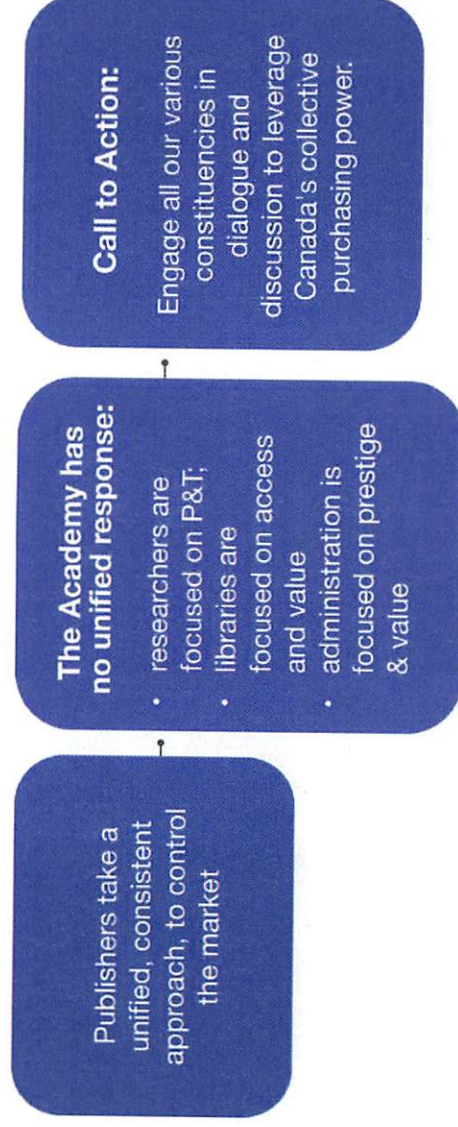 Publishers take a
unified, consistent
approach, to control
the market
The Academy has
no unified response:
• researchers are
focused on P&T;
• libraries are
focused on access
and value
• administration is
focused on prestige
& value
Call to Action:
Engage all our various
constituencies in
dialogue and
discussion to leverage
Canada's collective
purchasing power.